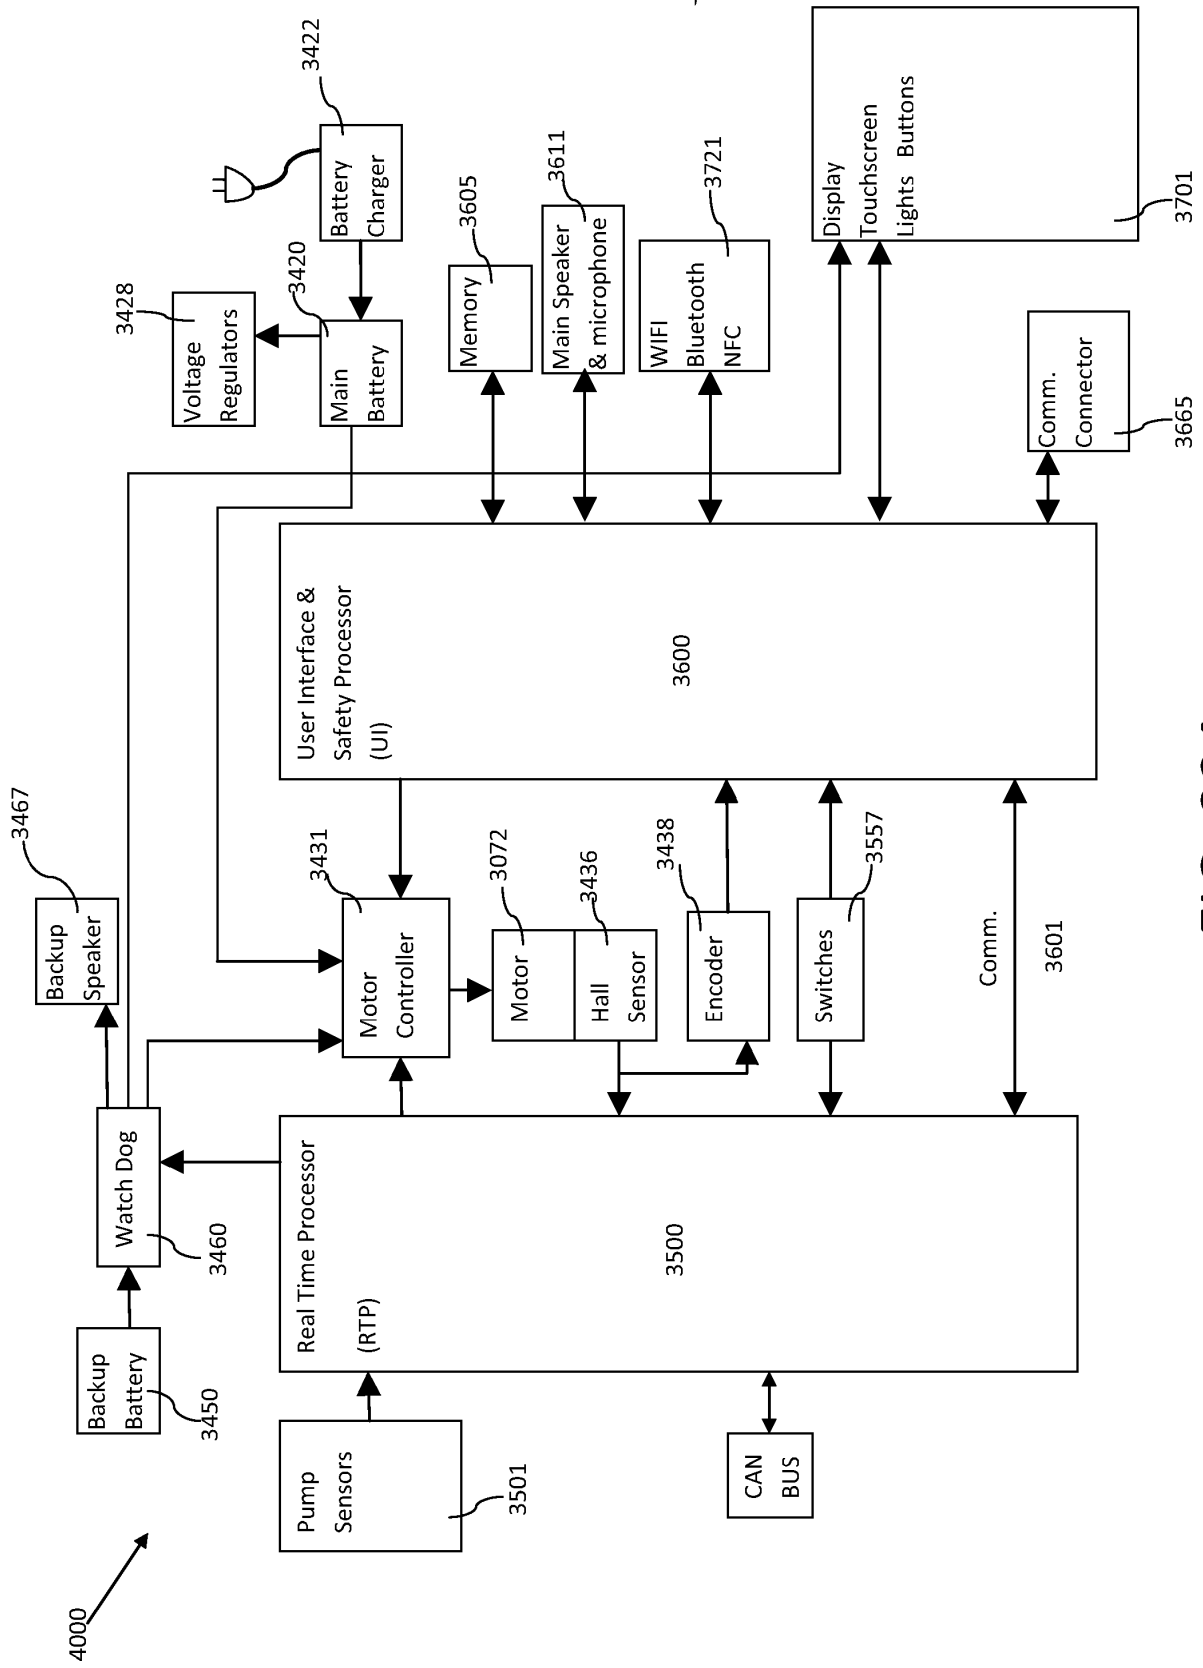 4000
Backup
Battery
3450
Watch Dog
3460
Backup
Speaker
3467
Pump
Sensors
3501
CAN
BUS
Real Time Processor
(RTP)
3500
Motor
Controller
3431
Motor
3072
Hall
Sensor
3436
Encoder
3438
Switches
3557
Comm.
3601
User Interface &
Safety Processor
(UI)
3600
Voltage
Regulators
3428
Main
Battery
3420
Battery
Charger
3422
Memory
3605
Main Speaker
& microphone
3611
WIFI
Bluetooth
NFC
3721
Display
Touchscreen
Lights Buttons
3701
Comm.
Connector
3665